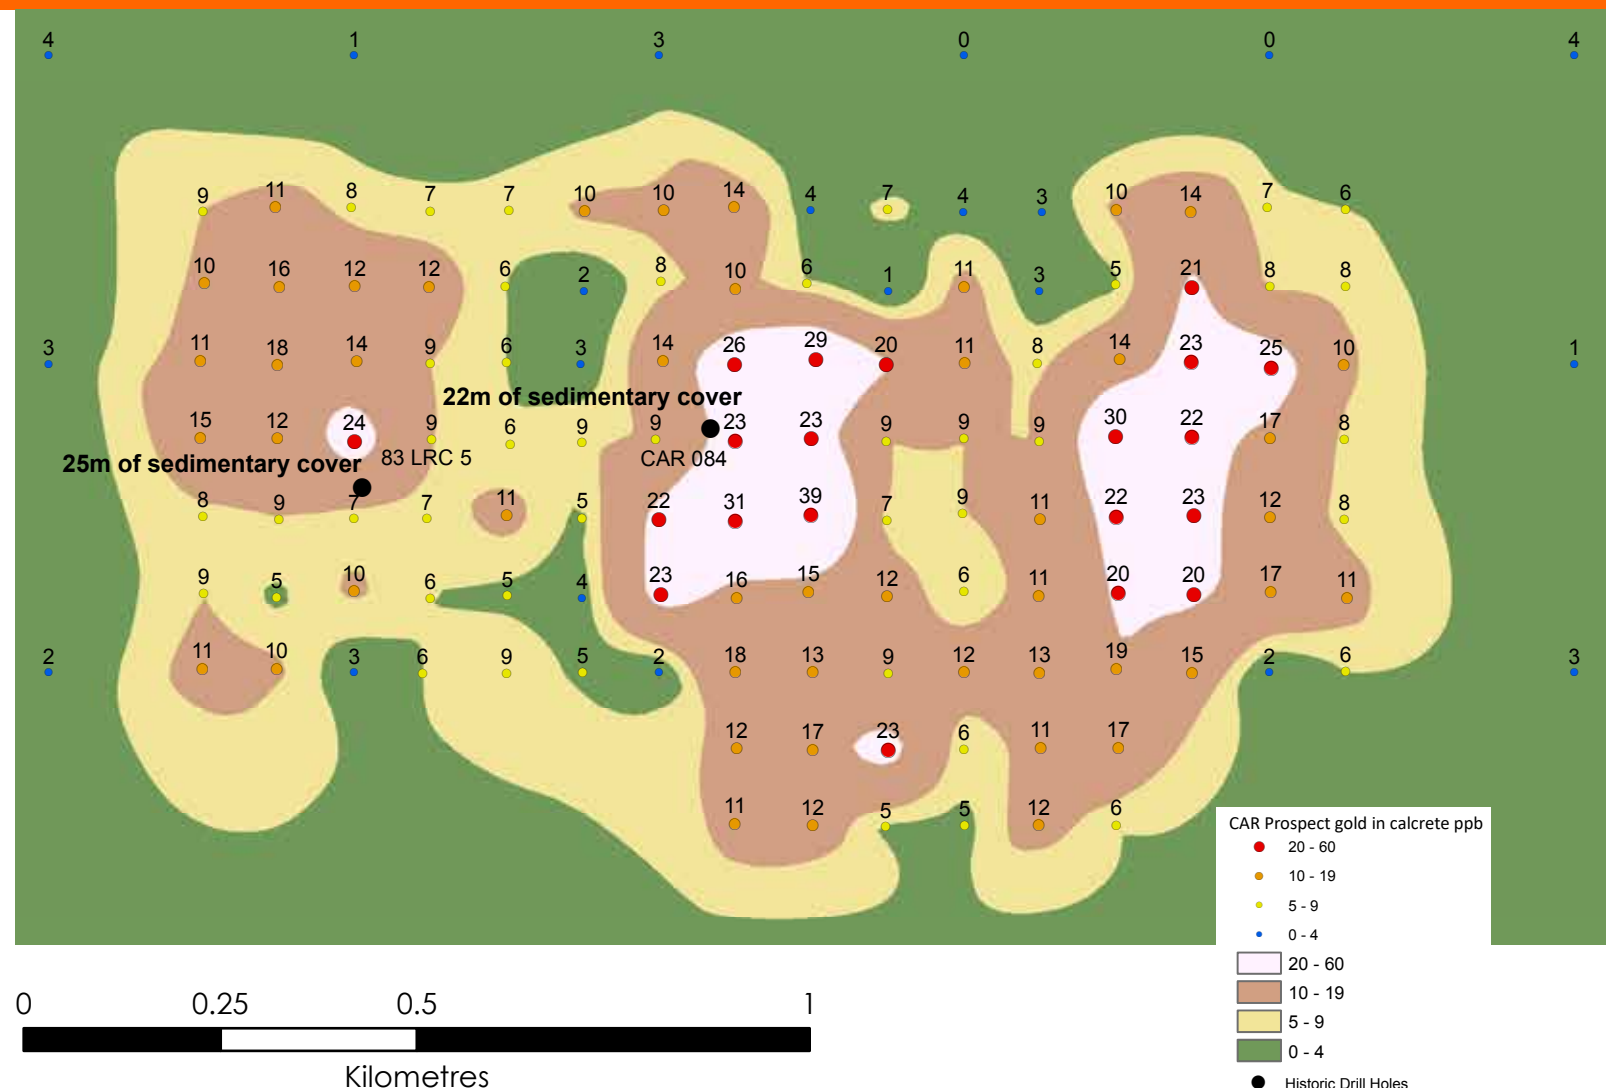 4 1 3 0 0 4
9 11 8 7 7 10 10 14 4 7 4 3 10 14 7 6
10 16 12 12 6 2 8 10 6 1 11 3 5 21 8 8
3 11 18 14 9 6 3 14 26 29 20 11 8 14 23 25 10 1
22m of sedimentary cover
15 12 24 9 6 9 9 23 23 9 9 9 30 22 17 8
25m of sedimentary cover 83 LRC 5 CAR 084
8 9 7 7 11 5 22 31 39 7 9 11 22 23 12 8
9 5 10 6 5 4 23 16 15 12 6 11 20 20 17 11
2 11 10 3 6 9 5 2 18 13 9 12 13 19 15 2 6 3
12 17 23 6 11 17
11 12 5 5 12 6
CAR Prospect gold in calcrete ppb
20 - 60
10 - 19
5 - 9
0 - 4
20 - 60
10 - 19
5 - 9
0 - 4
Historic Drill Holes
0 0.25 0.5 1
Kilometres